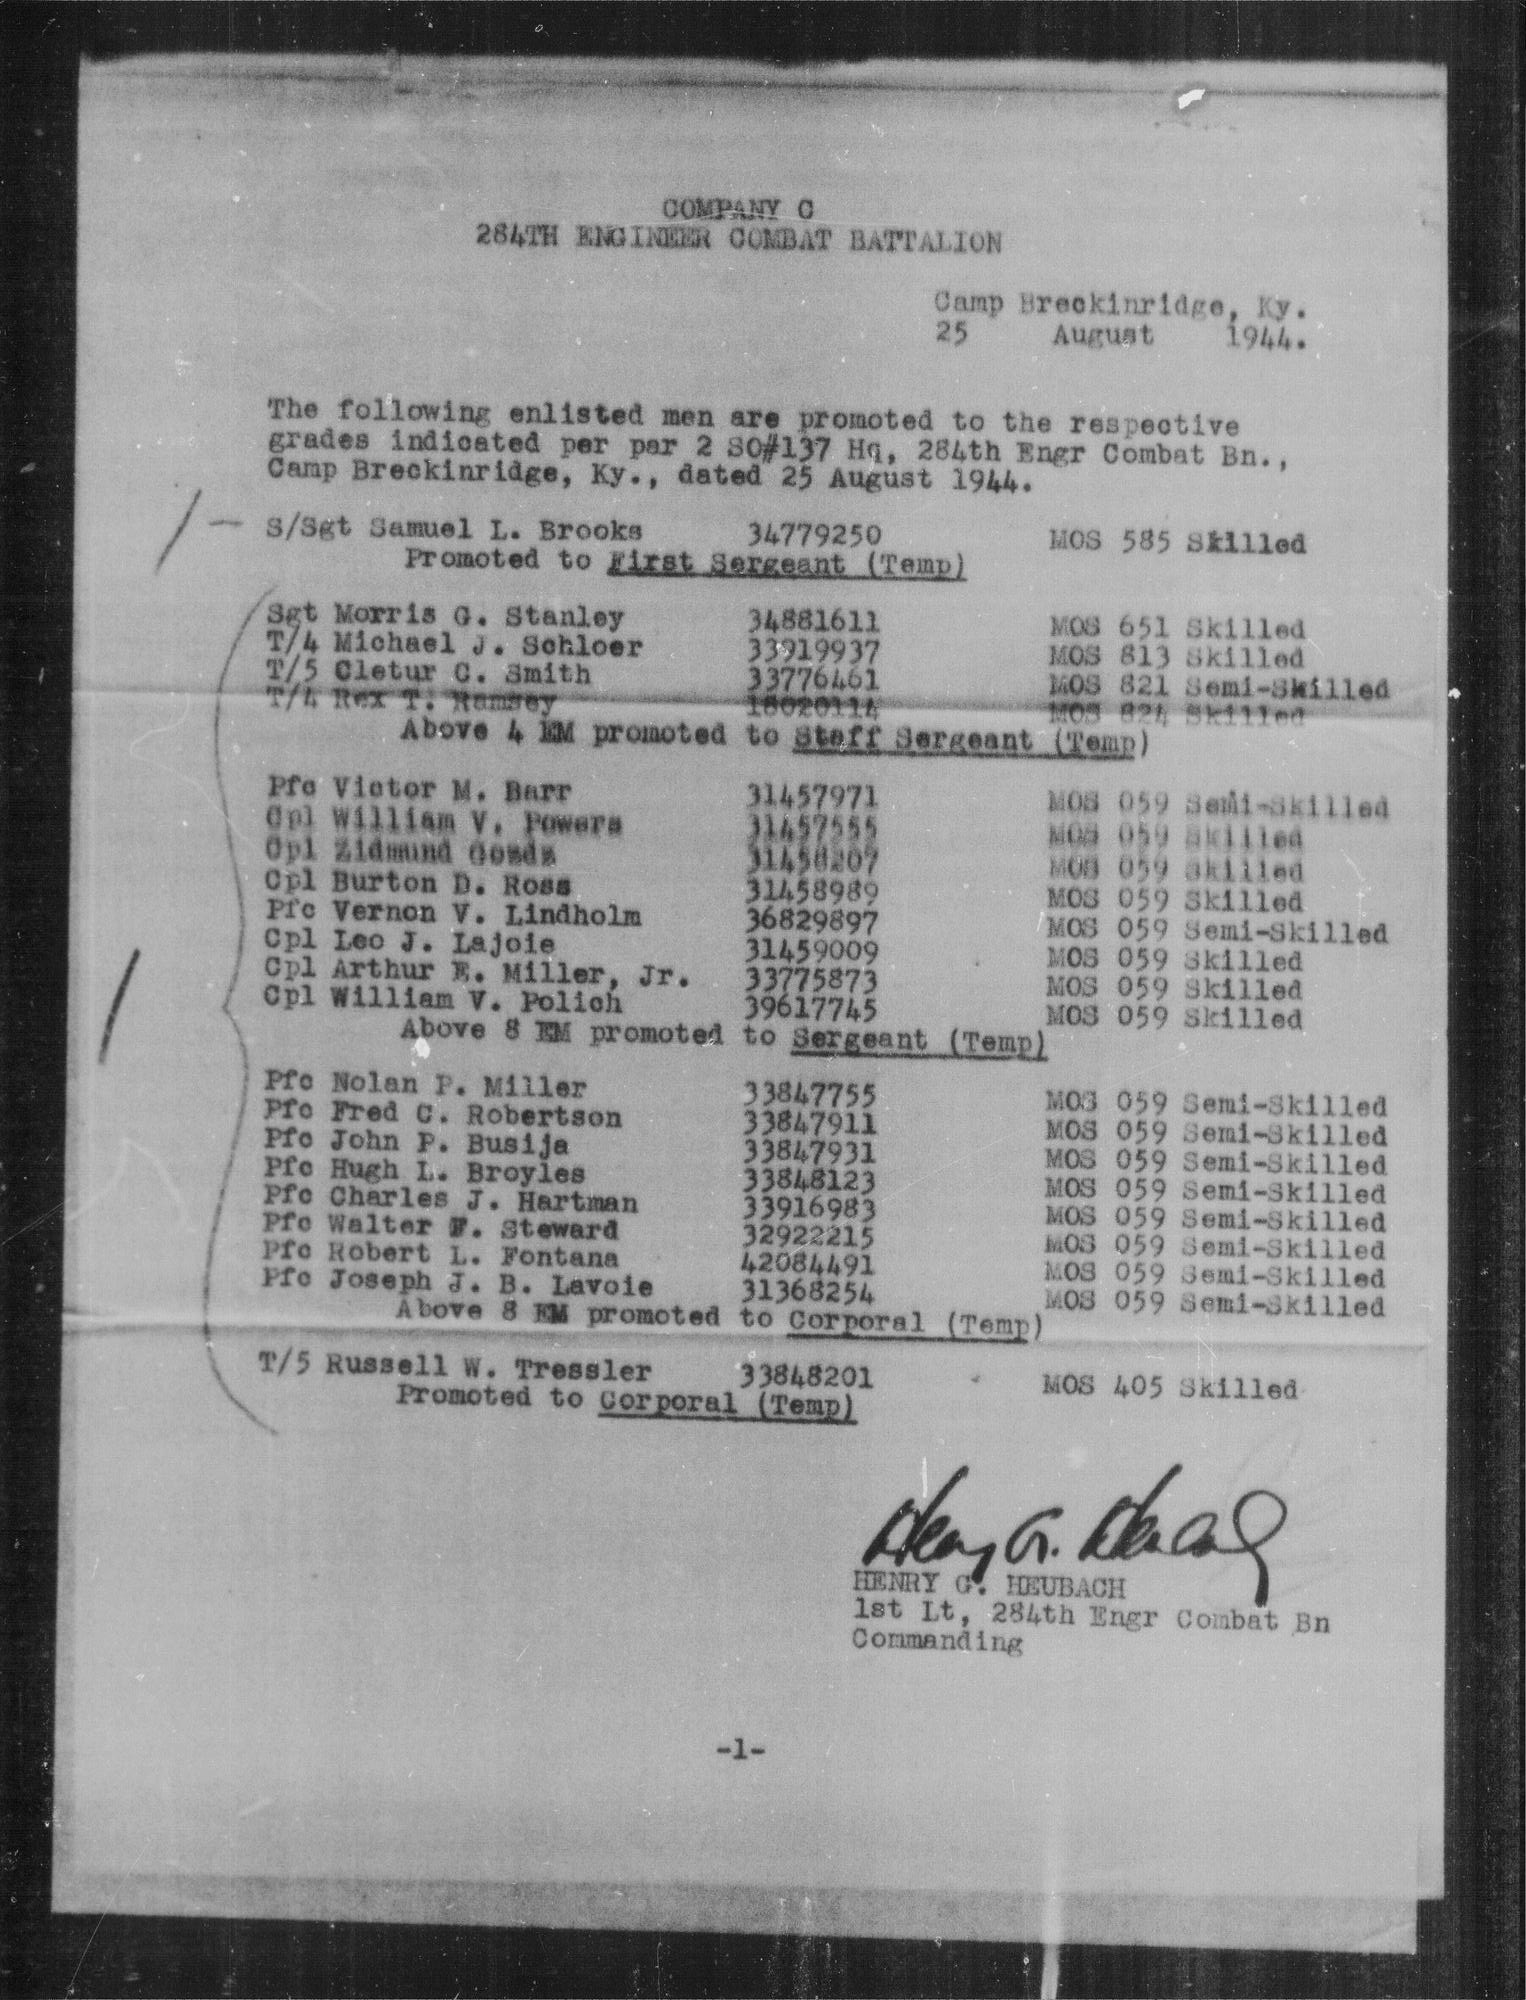 COMPANY C
284TH ENGINEER COMBAT BATTALION
Camp Breckinridge, Ky.
25 August 1944.
The following enlisted men are promoted to the respective
grades indicated per par 2 SO#137 Hq, 284th Engr Combat Bn.,
Camp Breckinridge, Ky., dated 25 August 1944.
S/Sgt Samuel L. Brooks 34779250 MOS 585 Skilled
Promoted to First Sergeant (Temp)
Sgt Morris G. Stanley 34881611 MOS 651 Skilled
T/4 Michael J. Schloer 33919937 MOS 813 Skilled
T/5 Cletur C. Smith 33776461 MOS 821 Semi-Skilled
T/4 Rex T. Ramsey 18020114 MOS 824 Skilled
Above 4 EM promoted to Staff Sergeant (Temp)
Pfc Victor M. Barr 31457971 MOS 059 Semi-Skilled
Cpl William V. Powers 31457555 MOS 059 Skilled
Cpl Zidmund 31458207 MOS 059 Skilled
Cpl Burton D. Ross 31458989 MOS 059 Skilled
Pfc Vernon V. Lindholm 36829897 MOS 059 Semi-Skilled
Cpl Leo J. Lajoie 31459009 MOS 059 Skilled
Cpl Arthur E. Miller, Jr. 33775873 MOS 059 Skilled
Cpl William V. Polich 39617745 MOS 059 Skilled
Above 8 EM promoted to Sergeant (Temp)
Pfc Nolan P. Miller 33847755 MOS 059 Semi-Skilled
Pfc Fred C. Robertson 33847911 MOS 059 Semi-Skilled
Pfc John P. Busija 33847931 MOS 059 Semi-Skilled
Pfc Hugh L. Broyles 33848123 MOS 059 Semi-Skilled
Pfc Charles J. Hartman 33916983 MOS 059 Semi-Skilled
Pfc Walter F. Steward 32922215 MOS 059 Semi-Skilled
Pfc Robert L. Fontana 42084491 MOS 059 Semi-Skilled
Pfc Joseph J. B. Lavoie 31368254 MOS 059 Semi-Skilled
Above 8 EM promoted to Corporal (Temp)
T/5 Russell W. Tressler 33848201 MOS 405 Skilled
Promoted to Corporal (Temp)
Henry G. Heubach
HENRY G. HEUBACH
1st Lt, 284th Engr Combat Bn
Commanding
-1-